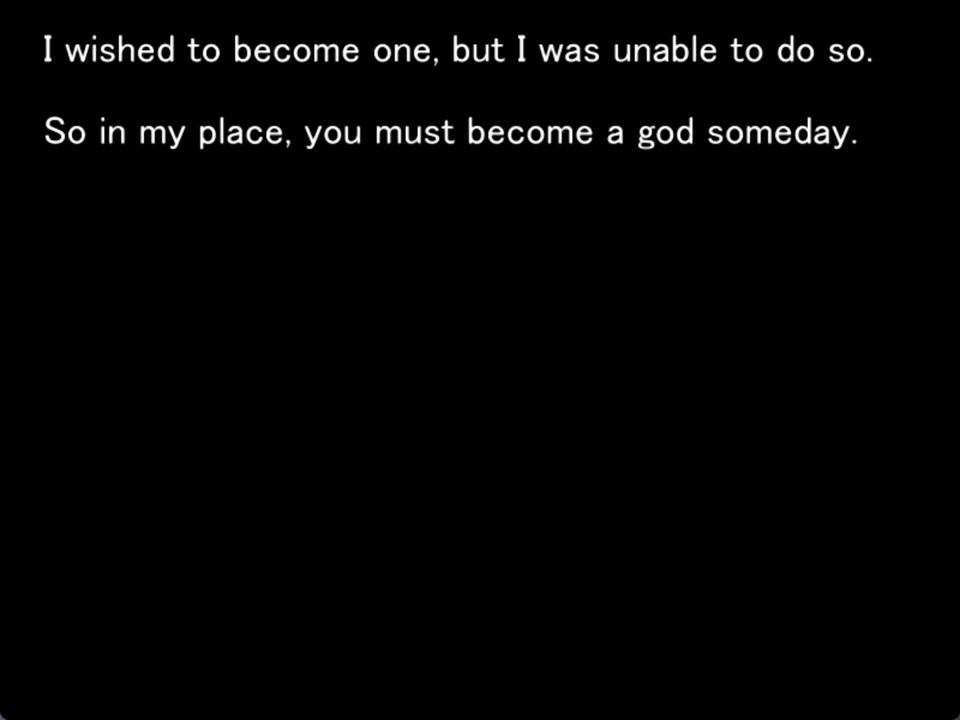 I wished to become one, but I was unable to do so.
So in my place, you must become a god someday.